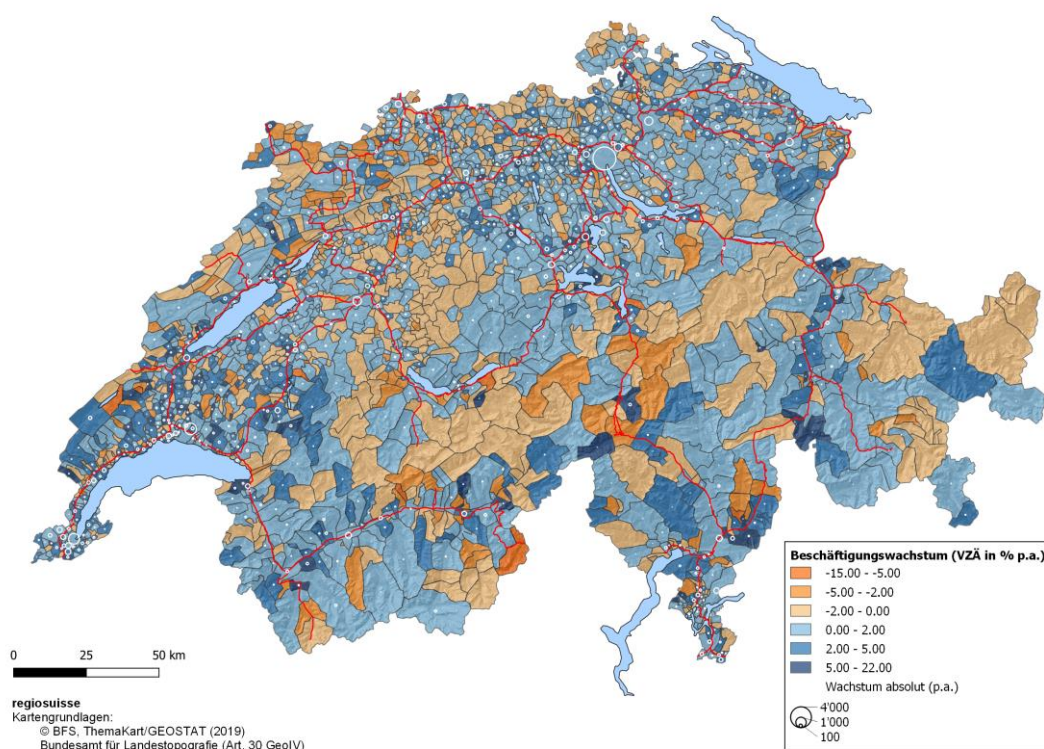 Beschäftigungswachstum (VZÄ in % p.a.)
-15.00 - -5.00
-5.00 - -2.00
-2.00 - 0.00
0.00 - 2.00
2.00 - 5.00
5.00 - 22.00
Wachstum absolut (p.a.)
4'000
1'000
100
0 25 50 km
regiosuisse
Kartengrundlagen:
© BFS, ThemaKart/GEOSTAT (2019)
Bundesamt für Landestopografie (Art. 30 GeoIV)